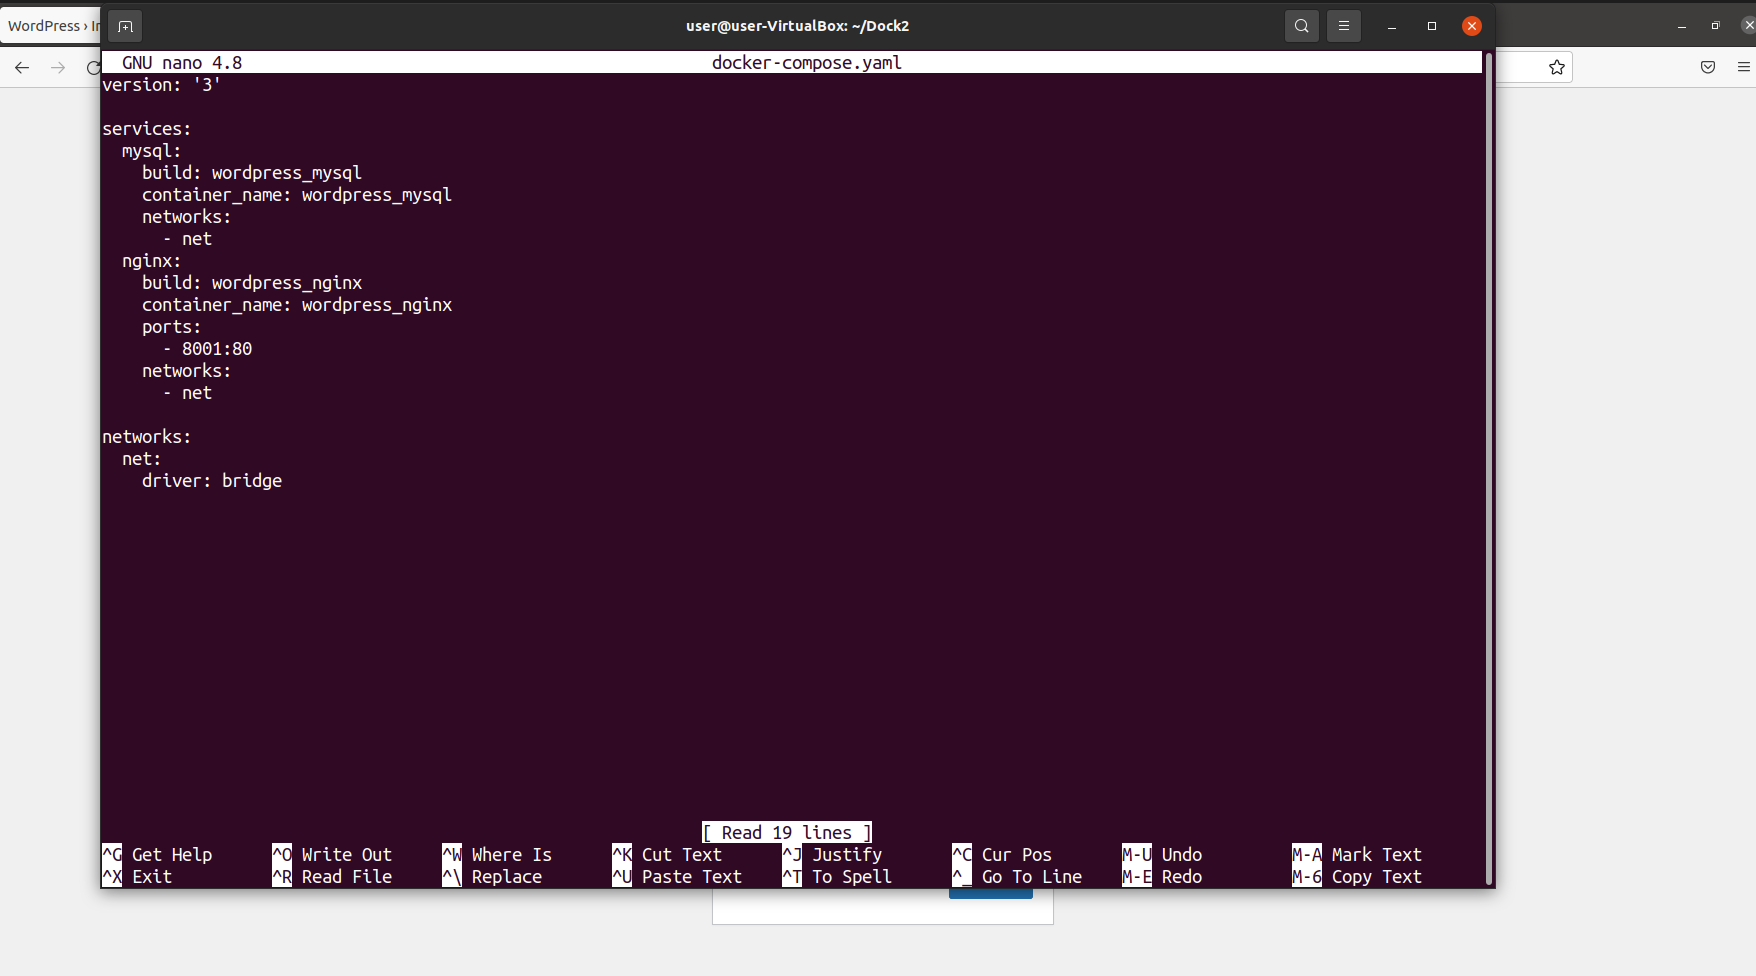 WordPress › In
user@user-VirtualBox: ~/Dock2
GNU nano 4.8 docker-compose.yaml
version: '3'
services:
  mysql:
    build: wordpress_mysql
    container_name: wordpress_mysql
    networks:
      - net
  nginx:
    build: wordpress_nginx
    container_name: wordpress_nginx
    ports:
      - 8001:80
    networks:
      - net
networks:
  net:
    driver: bridge
[ Read 19 lines ]
^G Get Help ^O Write Out ^W Where Is ^K Cut Text ^J Justify ^C Cur Pos M-U Undo M-A Mark Text
^X Exit ^R Read File ^\ Replace ^U Paste Text ^T To Spell ^_ Go To Line M-E Redo M-6 Copy Text